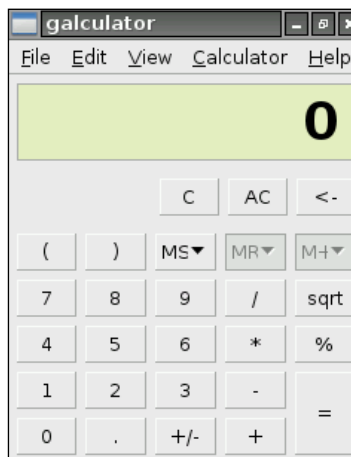 galculator
File Edit View Calculator Help
0
C AC <-
( ) MS MR M+
7 8 9 / sqrt
4 5 6 * %
1 2 3 -
=
0 . +/- +